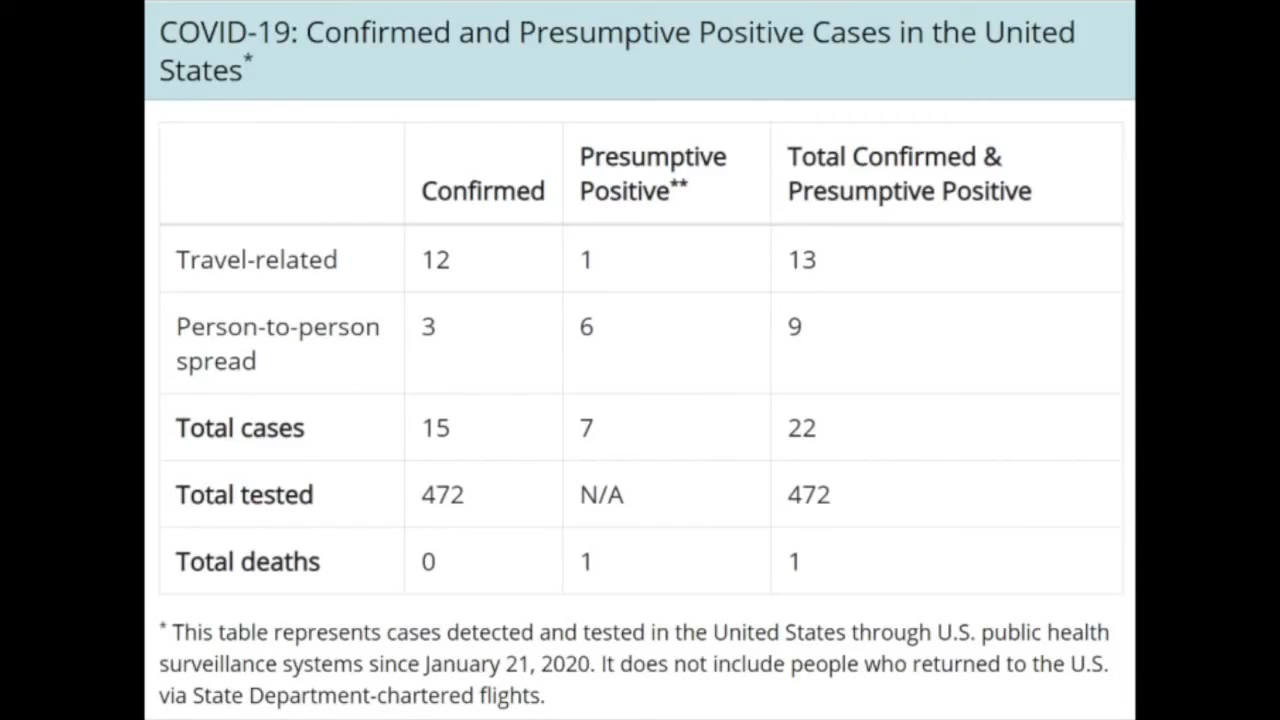 COVID-19: Confirmed and Presumptive Positive Cases in the United
States*
Confirmed
Presumptive
Positive**
Total Confirmed &
Presumptive Positive
Travel-related 12 1 13
Person-to-person
spread
3 6 9
Total cases 15 7 22
Total tested 472 N/A 472
Total deaths 0 1 1
* This table represents cases detected and tested in the United States through U.S. public health
surveillance systems since January 21, 2020. It does not include people who returned to the U.S.
via State Department-chartered flights.